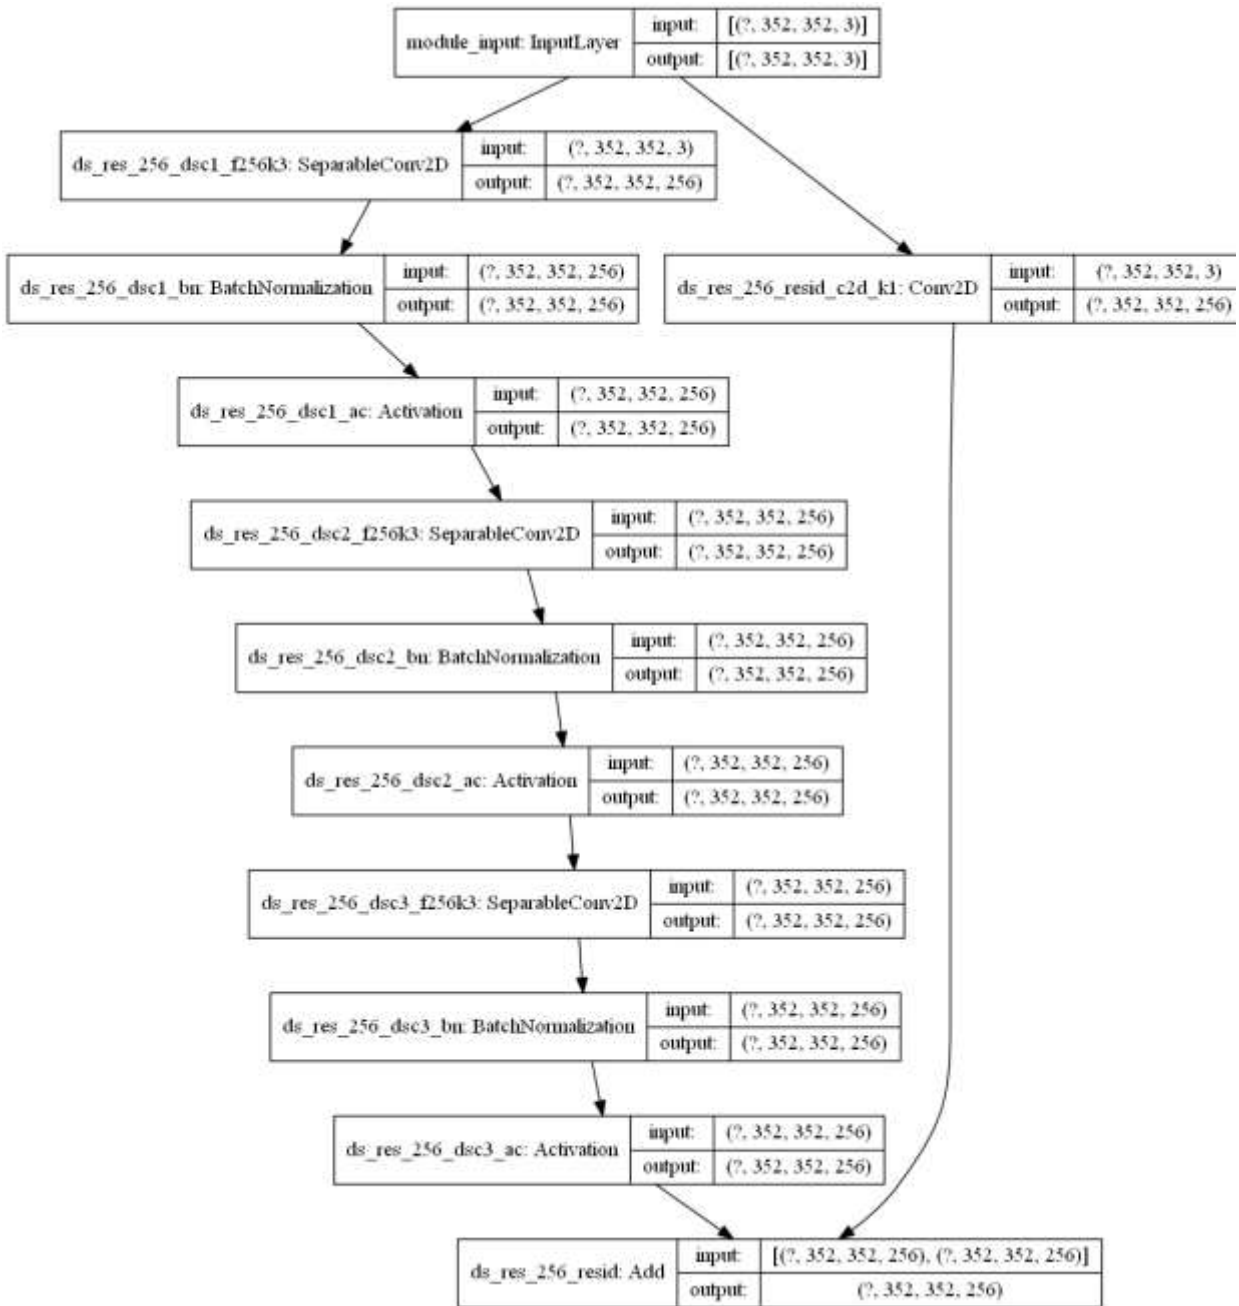 module_input: InputLayer
input: [(?, 352, 352, 3)]
output: [(?, 352, 352, 3)]
ds_res_256_dsc1_f256k3: SeparableConv2D
input: (?, 352, 352, 3)
output: (?, 352, 352, 256)
ds_res_256_dsc1_bn: BatchNormalization
input: (?, 352, 352, 256)
output: (?, 352, 352, 256)
ds_res_256_resid_c2d_k1: Conv2D
input: (?, 352, 352, 3)
output: (?, 352, 352, 256)
ds_res_256_dsc1_ac: Activation
input: (?, 352, 352, 256)
output: (?, 352, 352, 256)
ds_res_256_dsc2_f256k3: SeparableConv2D
input: (?, 352, 352, 256)
output: (?, 352, 352, 256)
ds_res_256_dsc2_bn: BatchNormalization
input: (?, 352, 352, 256)
output: (?, 352, 352, 256)
ds_res_256_dsc2_ac: Activation
input: (?, 352, 352, 256)
output: (?, 352, 352, 256)
ds_res_256_dsc3_f256k3: SeparableConv2D
input: (?, 352, 352, 256)
output: (?, 352, 352, 256)
ds_res_256_dsc3_bn: BatchNormalization
input: (?, 352, 352, 256)
output: (?, 352, 352, 256)
ds_res_256_dsc3_ac: Activation
input: (?, 352, 352, 256)
output: (?, 352, 352, 256)
ds_res_256_resid: Add
input: [(?, 352, 352, 256), (?, 352, 352, 256)]
output: (?, 352, 352, 256)